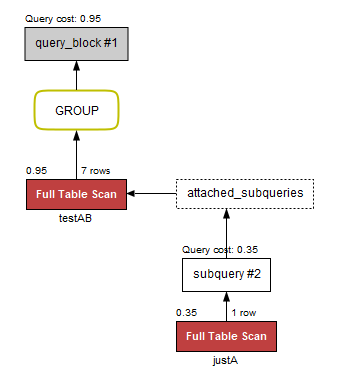 Query cost: 0.95
query_block #1
GROUP
0.95 7 rows
Full Table Scan
testAB
attached_subqueries
Query cost: 0.35
subquery #2
0.35 1 row
Full Table Scan
justA